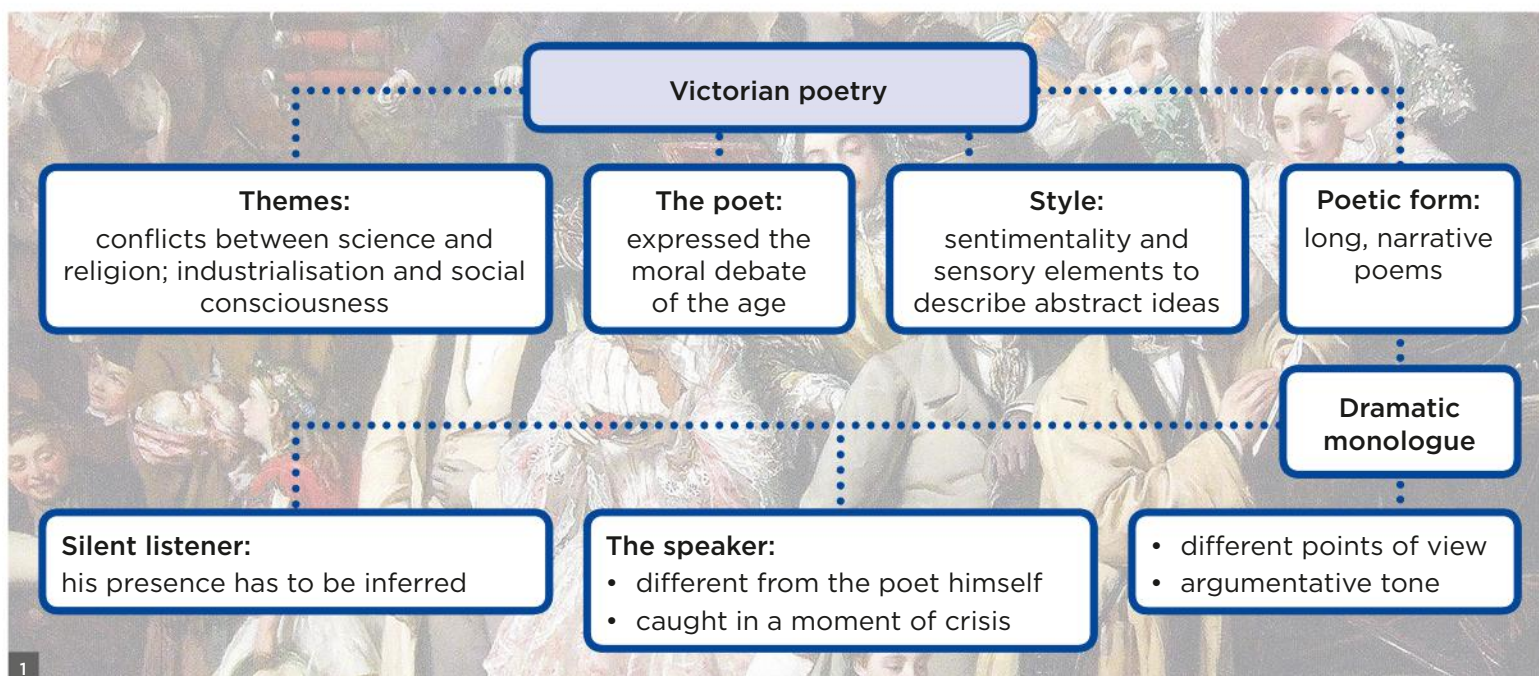 Victorian poetry
Themes:
conflicts between science and
religion; industrialisation and social
consciousness
The poet:
expressed the
moral debate
of the age
Style:
sentimentality and
sensory elements to
describe abstract ideas
Poetic form:
long, narrative
poems
Dramatic
monologue
Silent listener:
his presence has to be inferred
The speaker:
• different from the poet himself
• caught in a moment of crisis
• different points of view
• argumentative tone
1